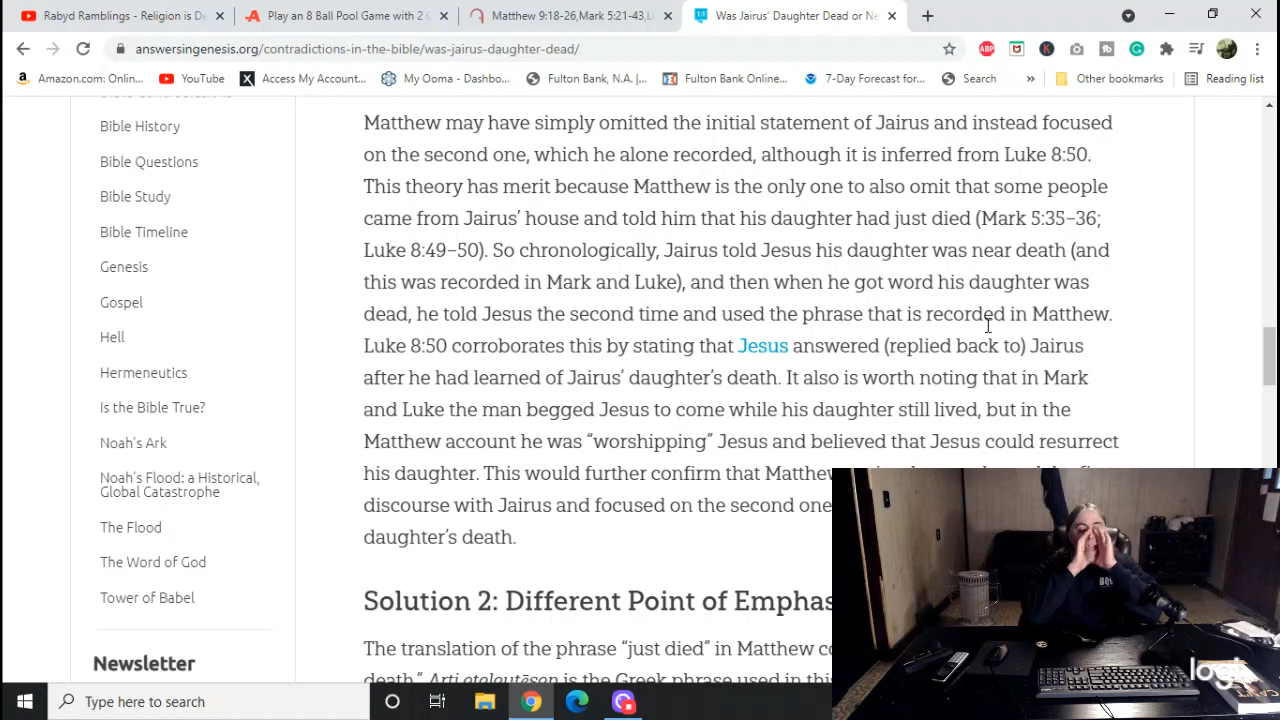 Rabyd Ramblings - Religion is De
Play an 8 Ball Pool Game with 2
Matthew 9:18-26,Mark 5:21-43,L
Was Jairus' Daughter Dead or Ne
answersingenesis.org/contradictions-in-the-bible/was-jairus-daughter-dead/
Amazon.com: Onlin...
YouTube
Access My Account...
My Ooma - Dashbo...
Fulton Bank, N.A. |...
Fulton Bank Online...
7-Day Forecast for...
Search
»
Other bookmarks
Reading list
Bible History
Bible Questions
Bible Study
Bible Timeline
Genesis
Gospel
Hell
Hermeneutics
Is the Bible True?
Noah's Ark
Noah's Flood: a Historical,
Global Catastrophe
The Flood
The Word of God
Tower of Babel
Newsletter
Matthew may have simply omitted the initial statement of Jairus and instead focused
on the second one, which he alone recorded, although it is inferred from Luke 8:50.
This theory has merit because Matthew is the only one to also omit that some people
came from Jairus' house and told him that his daughter had just died (Mark 5:35–36;
Luke 8:49–50). So chronologically, Jairus told Jesus his daughter was near death (and
this was recorded in Mark and Luke), and then when he got word his daughter was
dead, he told Jesus the second time and used the phrase that is recorded in Matthew.
Luke 8:50 corroborates this by stating that Jesus answered (replied back to) Jairus
after he had learned of Jairus' daughter's death. It also is worth noting that in Mark
and Luke the man begged Jesus to come while his daughter still lived, but in the
Matthew account he was “worshipping” Jesus and believed that Jesus could resurrect
his daughter. This would further confirm that Matthew
discourse with Jairus and focused on the second one
daughter's death.
Solution 2: Different Point of Emphas
The translation of the phrase “just died” in Matthew co
is the Greek phrase used in this
Type here to search
logi